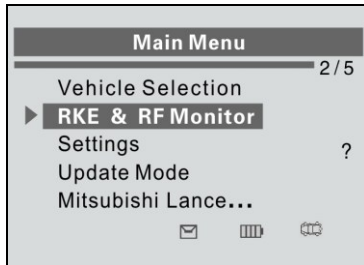 Main Menu
2/5
Vehicle Selection
RKE & RF Monitor
Settings
?
Update Mode
Mitsubishi Lance...